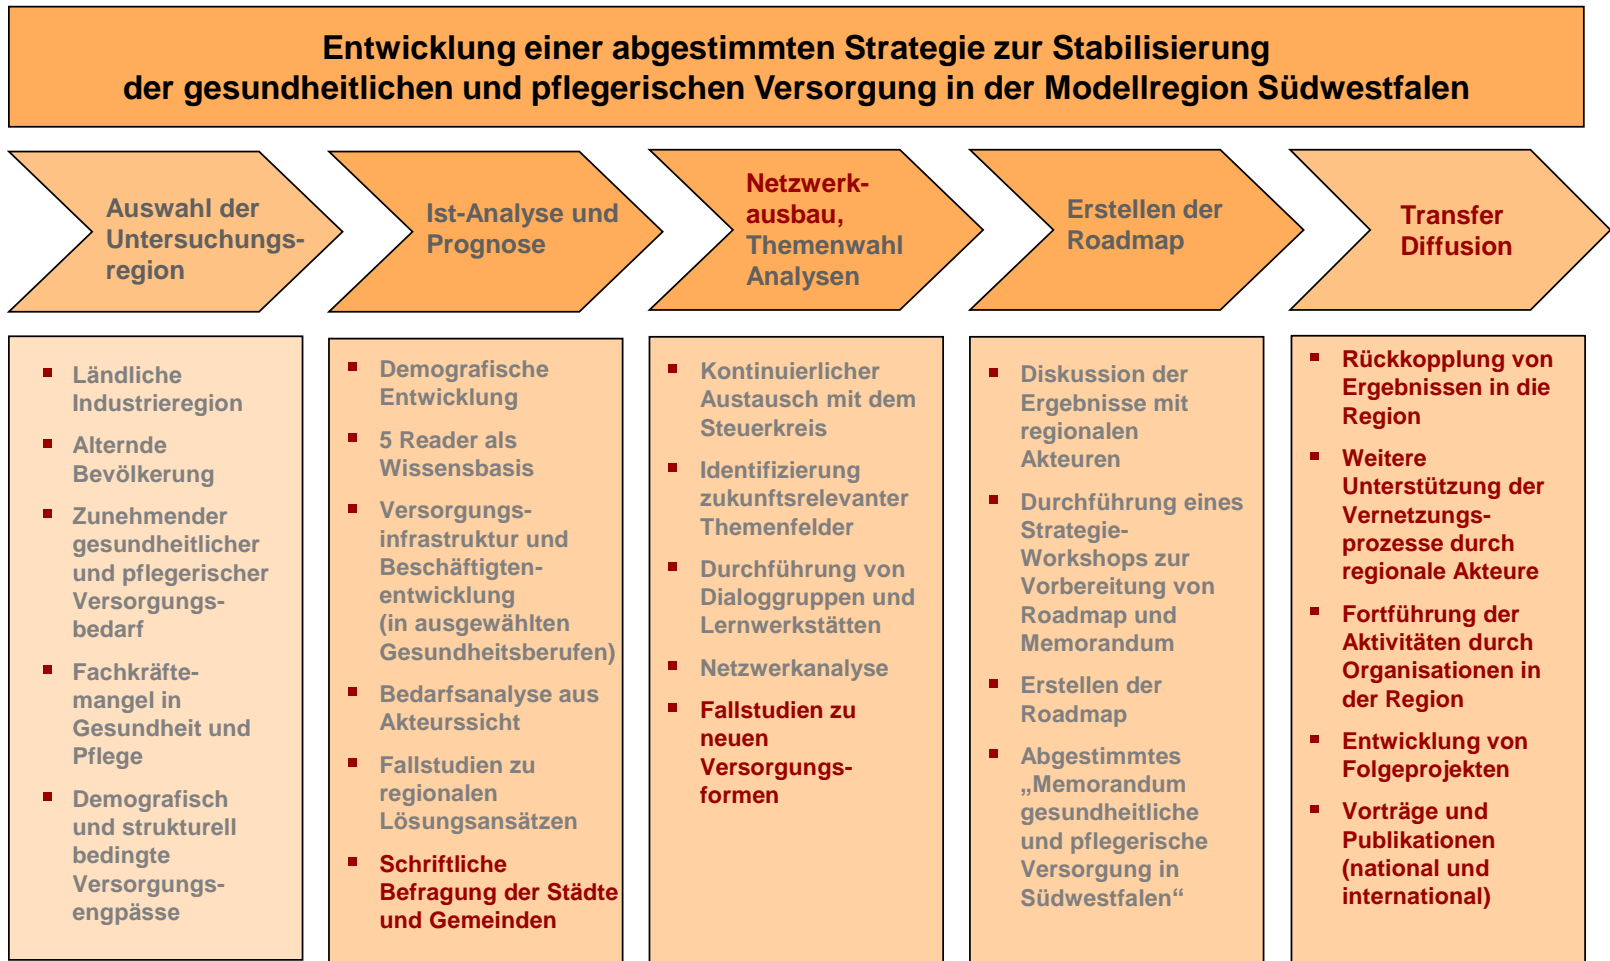 Entwicklung einer abgestimmten Strategie zur Stabilisierung
der gesundheitlichen und pflegerischen Versorgung in der Modellregion Südwestfalen
Auswahl der
Untersuchungs-
region
Ist-Analyse und
Prognose
Netzwerk-
ausbau,
Themenwahl
Analysen
Erstellen der
Roadmap
Transfer
Diffusion
Ländliche
Industrieregion
Alternde
Bevölkerung
Zunehmender
gesundheitlicher
und pflegerischer
Versorgungs-
bedarf
Fachkräfte-
mangel in
Gesundheit und
Pflege
Demografisch
und strukturell
bedingte
Versorgungs-
engpässe
Demografische
Entwicklung
5 Reader als
Wissensbasis
Versorgungs-
infrastruktur und
Beschäftigten-
entwicklung
(in ausgewählten
Gesundheitsberufen)
Bedarfsanalyse aus
Akteurssicht
Fallstudien zu
regionalen
Lösungsansätzen
Schriftliche
Befragung der Städte
und Gemeinden
Kontinuierlicher
Austausch mit dem
Steuerkreis
Identifizierung
zukunftsrelevanter
Themenfelder
Durchführung von
Dialoggruppen und
Lernwerkstätten
Netzwerkanalyse
Fallstudien zu
neuen
Versorgungs-
formen
Diskussion der
Ergebnisse mit
regionalen
Akteuren
Durchführung eines
Strategie-
Workshops zur
Vorbereitung von
Roadmap und
Memorandum
Erstellen der
Roadmap
Abgestimmtes
„Memorandum
gesundheitliche
und pflegerische
Versorgung in
Südwestfalen“
Rückkopplung von
Ergebnissen in die
Region
Weitere
Unterstützung der
Vernetzungs-
prozesse durch
regionale Akteure
Fortführung der
Aktivitäten durch
Organisationen in
der Region
Entwicklung von
Folgeprojekten
Vorträge und
Publikationen
(national und
international)